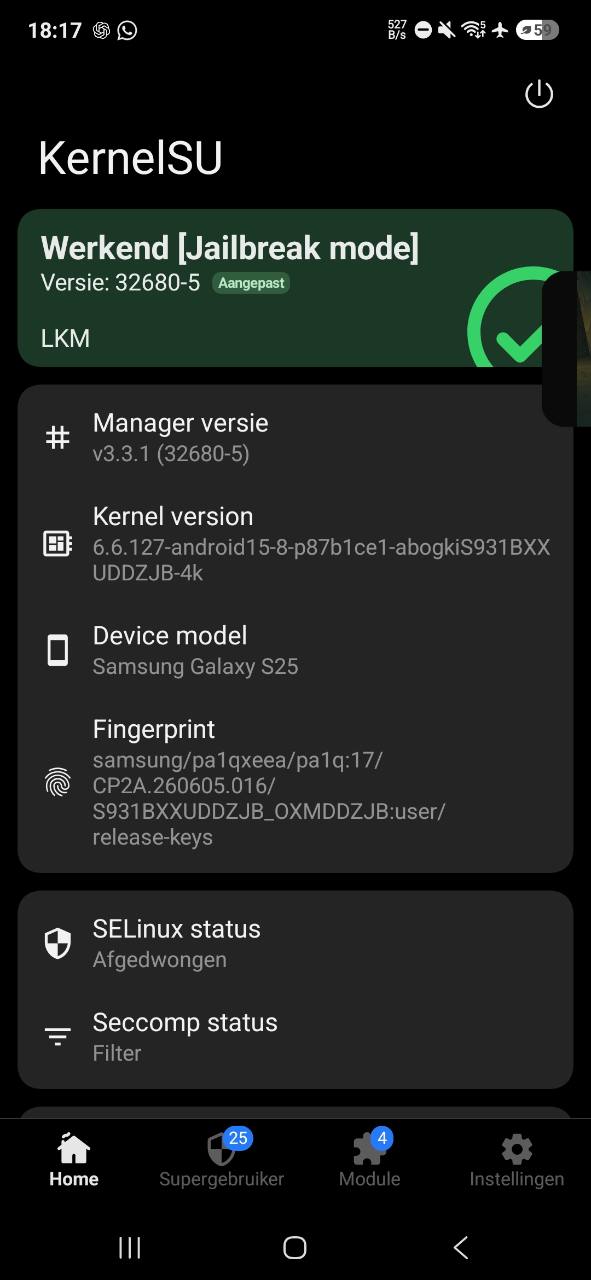 18:17
527
B/s
59
KernelSU
Werkend [Jailbreak mode]
Versie: 32680-5 Aangepast
LKM
Manager versie
v3.3.1 (32680-5)
Kernel version
6.6.127-android15-8-p87b1ce1-abogkiS931BXX
UDDZJB-4k
Device model
Samsung Galaxy S25
Fingerprint
samsung/pa1qxeea/pa1q:17/
CP2A.260605.016/
S931BXXUDDZJB_OXMDDZJB:user/
release-keys
SELinux status
Afgedwongen
Seccomp status
Filter
25
4
Home
Supergebruiker
Module
Instellingen